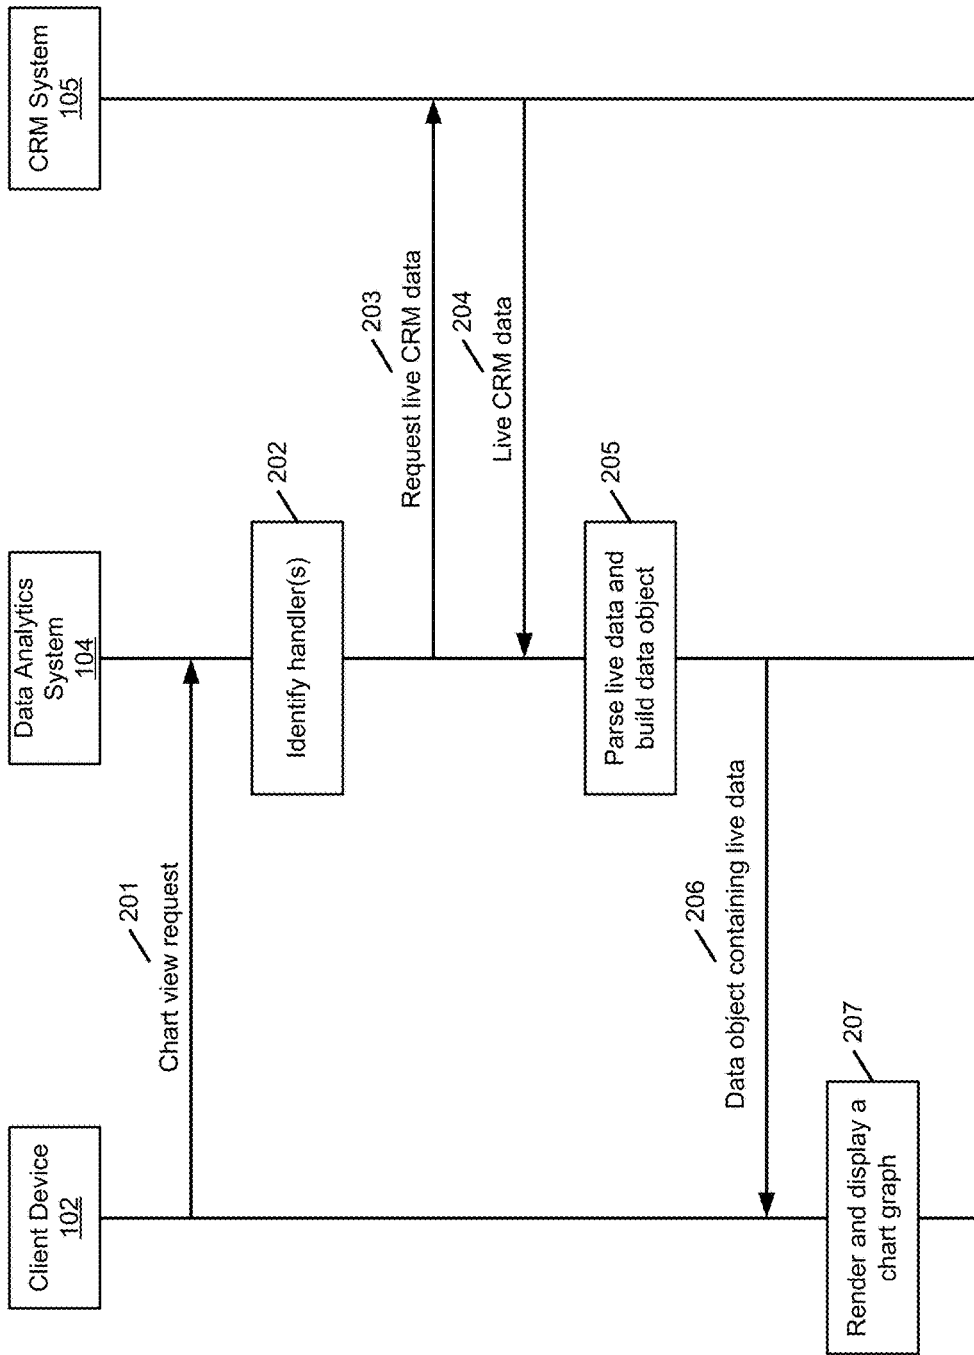 Client Device
102
Data Analytics
System
104
CRM System
105
201
Chart view request
202
Identify handler(s)
203
Request live CRM data
204
Live CRM data
205
Parse live data and
build data object
206
Data object containing live data
207
Render and display a
chart graph